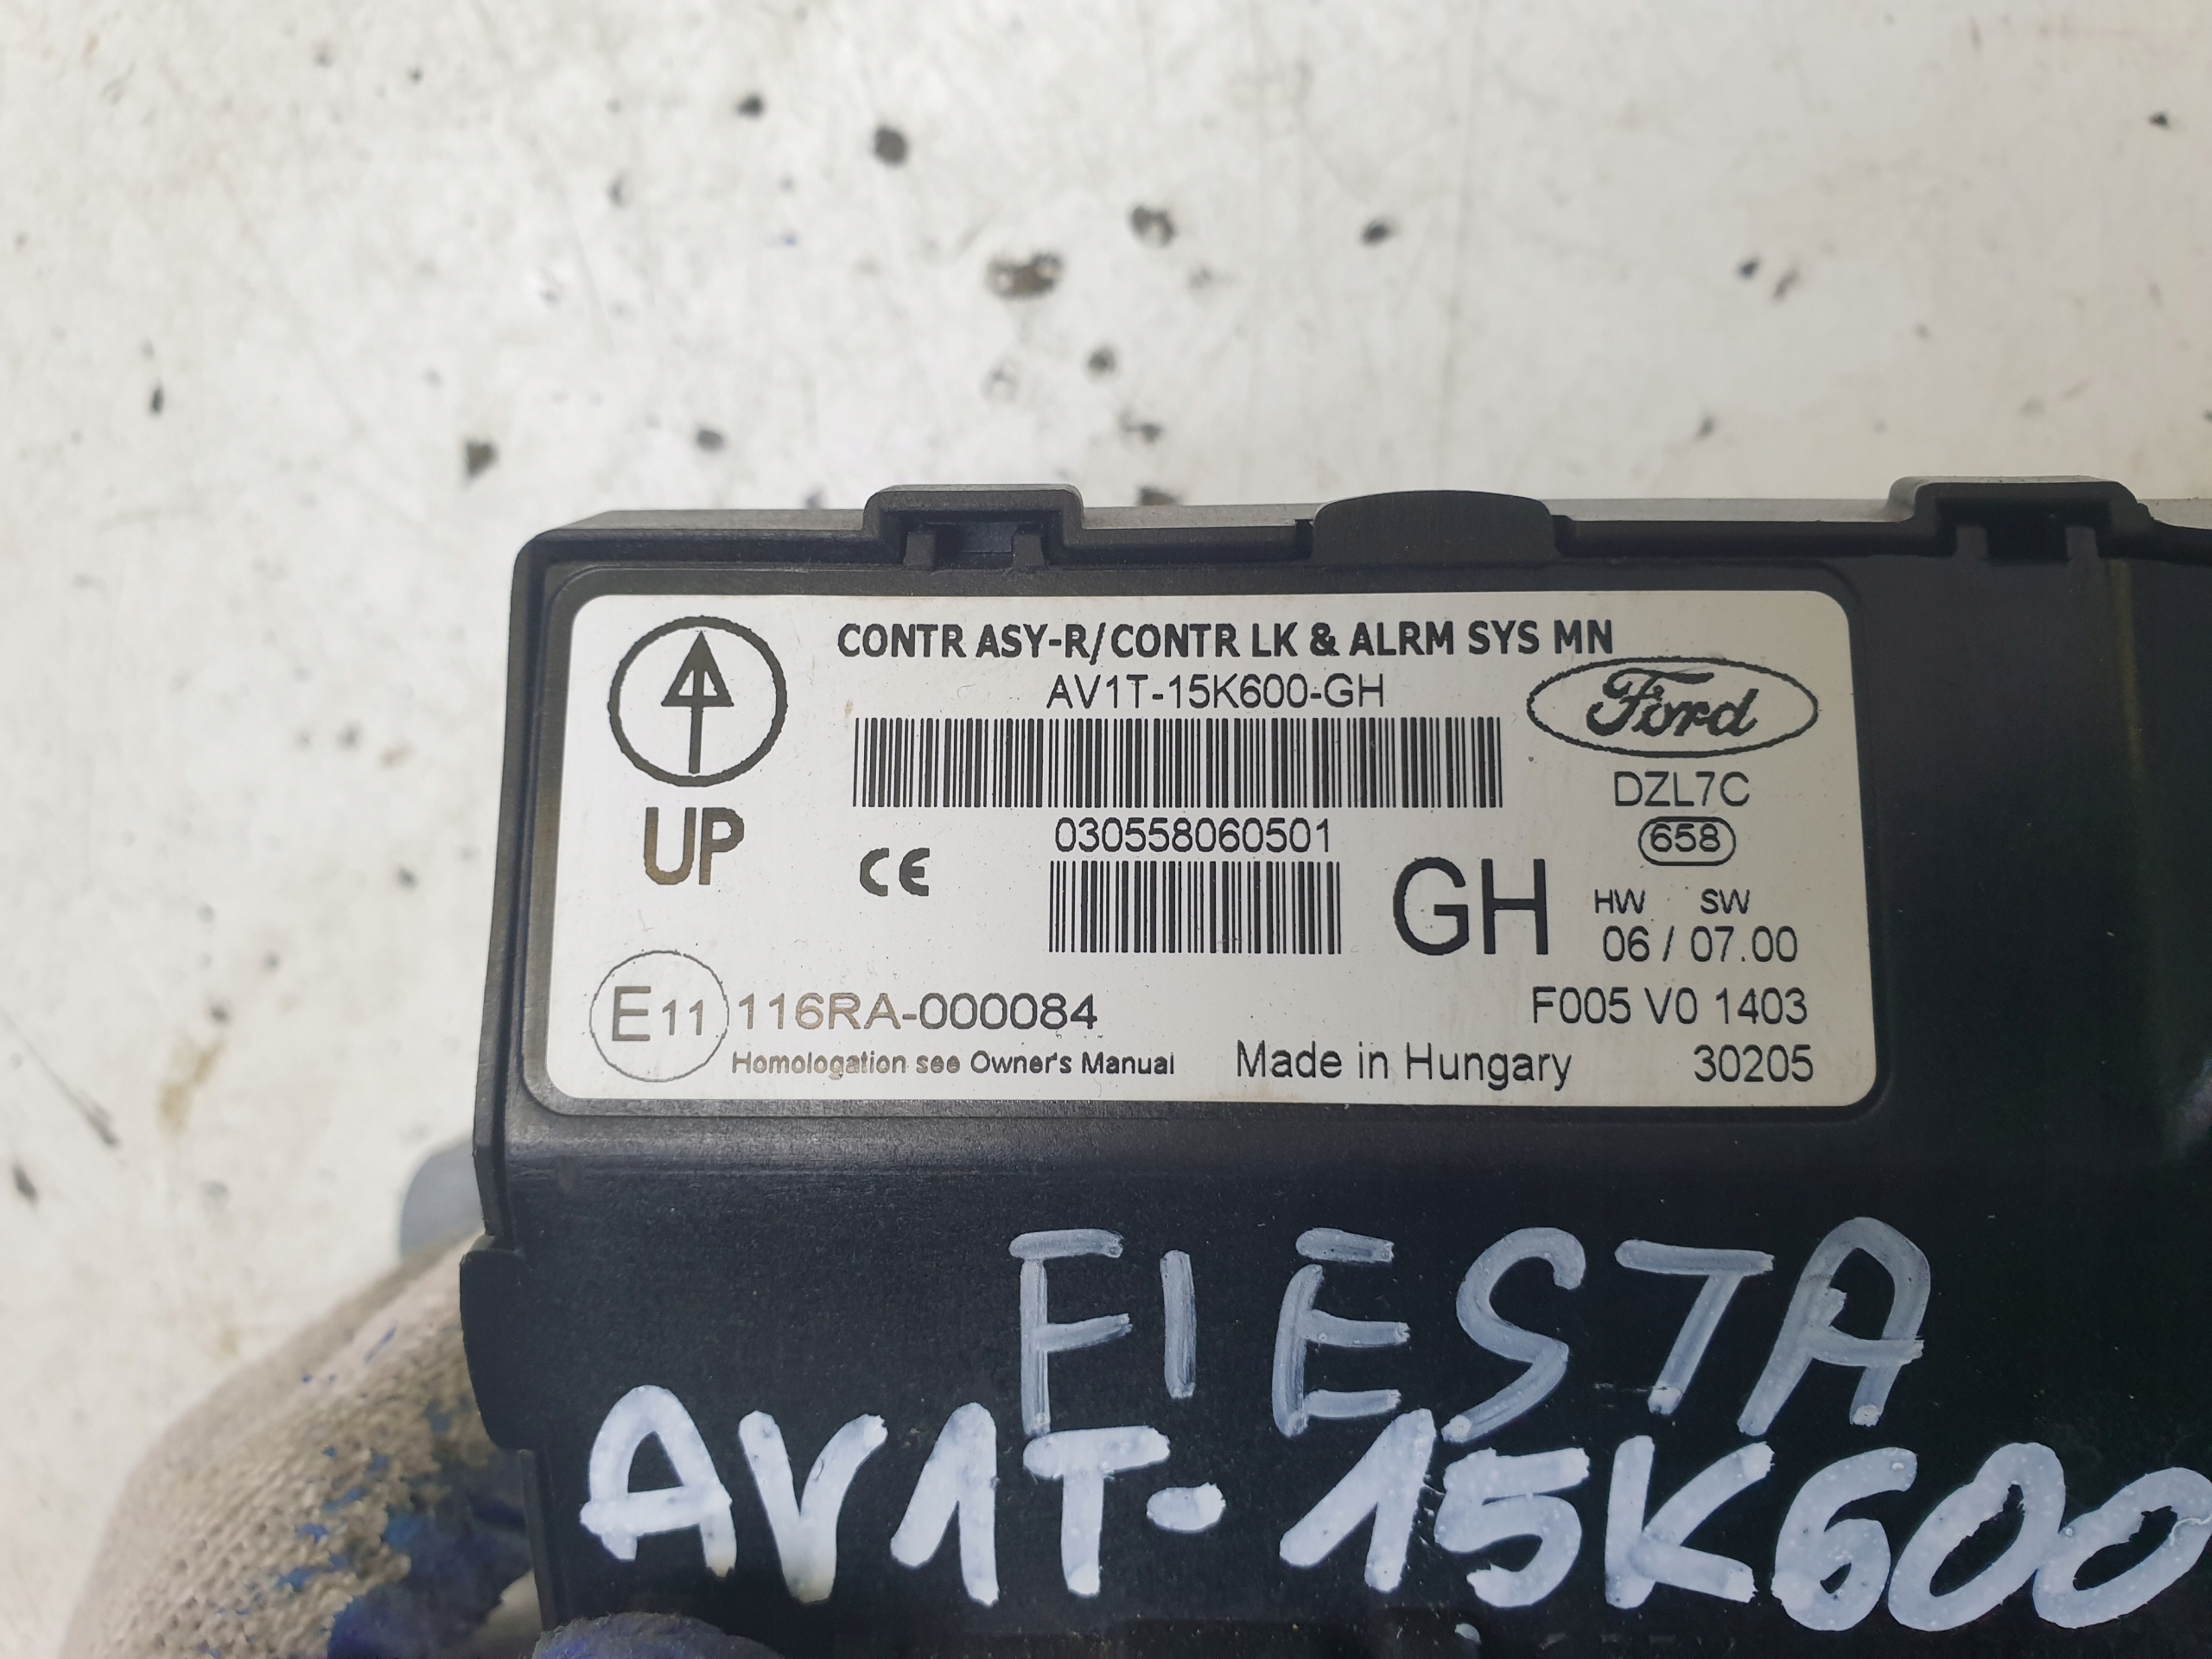 CONTR ASY-R/CONTR LK & ALRM SYS MN
AV1T-15K600-GH
Ford
DZL7C
658
UP
CE
030558060501
GH
HW SW
06 / 07.00
E11 116RA-000084
F005 V0 1403
Homologation see Owner's Manual
Made in Hungary
30205
FIESTA
AV1T-15K600